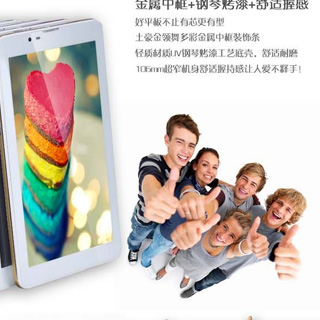 金属中框+钢琴烤漆+舒适握感
好平板不止有芯更有型
土豪金领舞多彩金属中框装饰条
轻质材质UV钢琴烤漆工艺底壳，舒适耐磨
106mm超窄机身舒适握持感让人爱不释手！